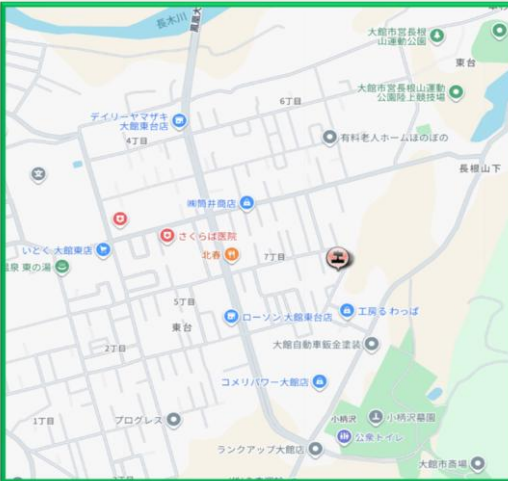 長木川
鳳凰大
大館市営長根
山運動公園
東台
大館市営長根山運動
公園陸上競技場
6丁目
デイリーヤマザキ
大館東台店
4丁目
有料老人ホームほのぼの
長根山下
㈱筒井商店
さくらば医院
いとく 大館東店
北春
7丁目
温泉 東の湯
5丁目
ローソン 大館東台店
工房る わっぱ
東台
大館自動車鈑金塗装
2丁目
コメリパワー大館店
1丁目
プログレス
小柄沢
小柄沢墓園
公衆トイレ
ランクアップ大館店
大館市斎場